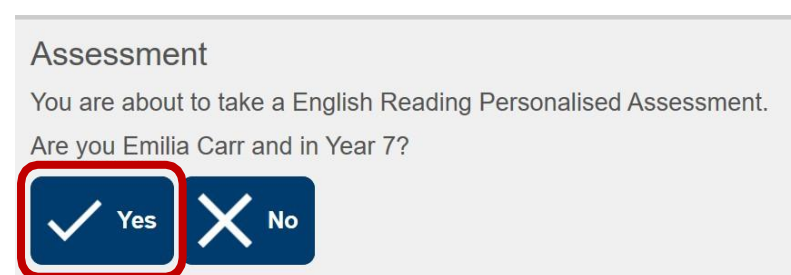 Assessment
You are about to take a English Reading Personalised Assessment.
Are you Emilia Carr and in Year 7?
Yes No